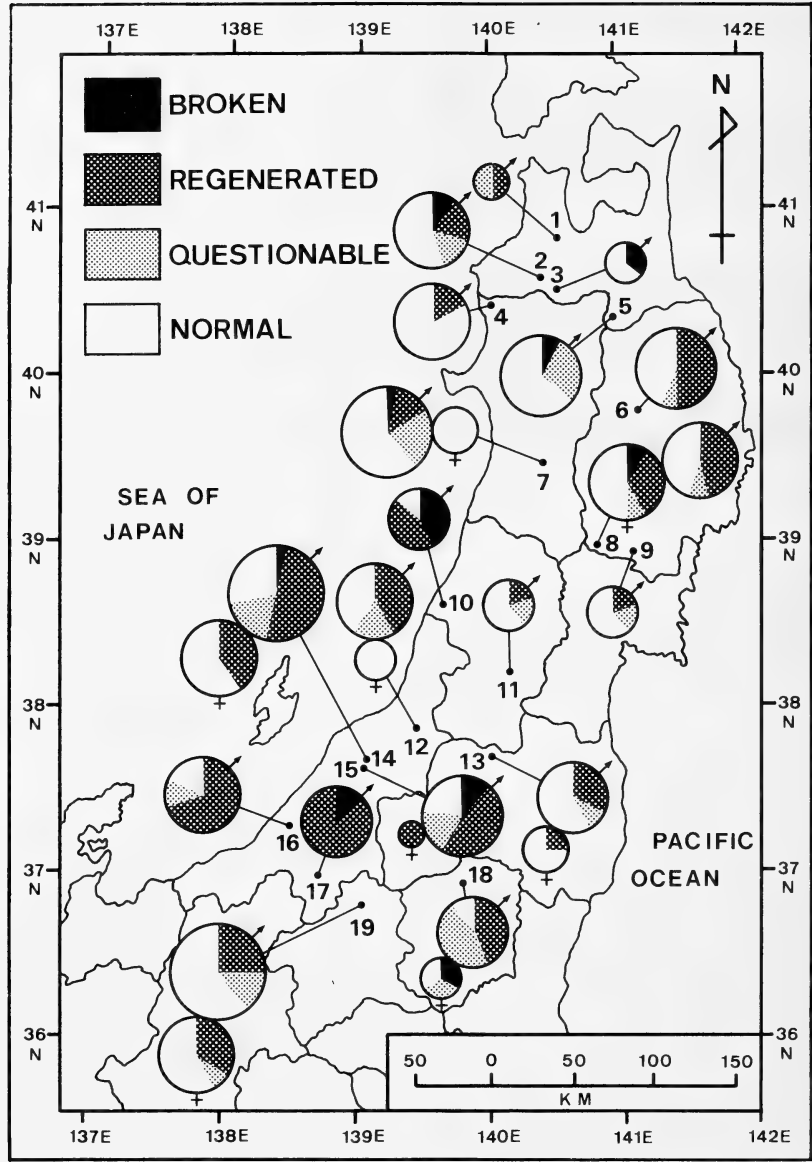 137E 138E 139E 140E 141E 142E
BROKEN
REGENERATED
QUESTIONABLE
NORMAL
N
41
N
41
N
1
2
3
4
5
40
N
40
N
6
7
SEA OF
JAPAN
39
N
39
N
8
9
10
11
38
N
38
N
12
13
14
15
16
17
18
19
PACIFIC
OCEAN
37
N
37
N
36
N
36
N
50 0 50 100 150
KM
137E 138E 139E 140E 141E 142E